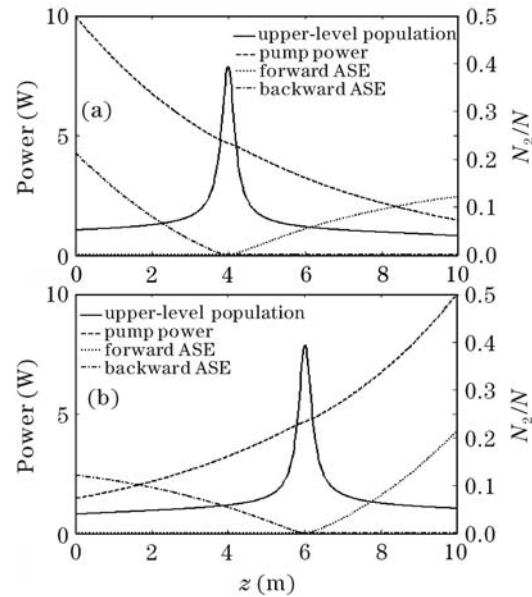 10
0.5
upper-level population
pump power
forward ASE
backward ASE
0.4
(a)
0.3
5
Power (W)
N₂/N
0.2
0.1
0
0.0
0 2 4 6 8 10
10
0.5
upper-level population
pump power
forward ASE
backward ASE
0.4
(b)
0.3
5
Power (W)
N₂/N
0.2
0.1
0
0.0
0 2 4 6 8 10
z (m)